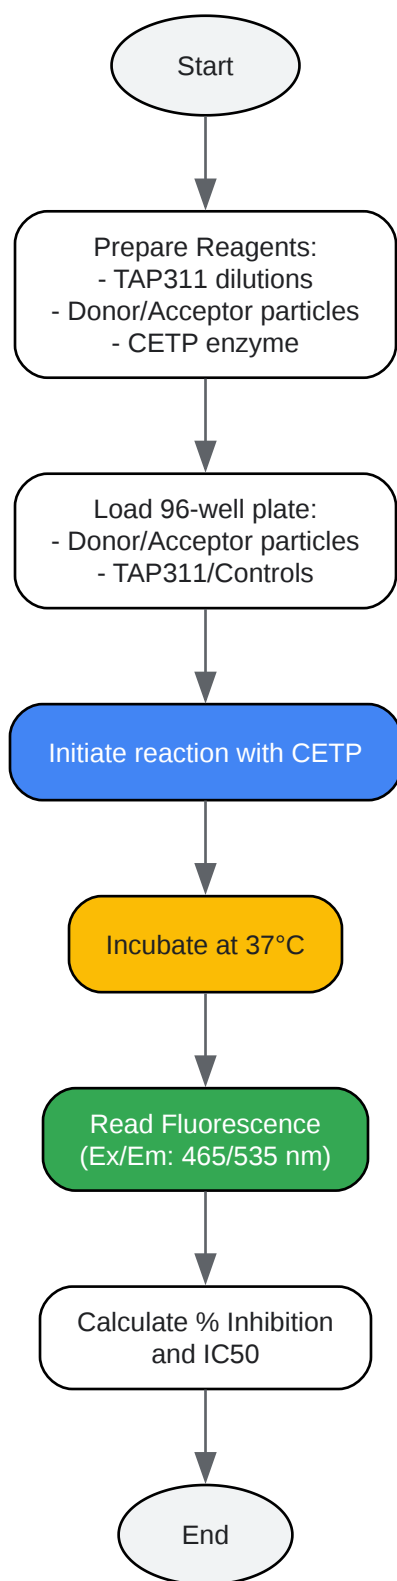 Start
Prepare Reagents:
- TAP311 dilutions
- Donor/Acceptor particles
- CETP enzyme
Load 96-well plate:
- Donor/Acceptor particles
- TAP311/Controls
Initiate reaction with CETP
Incubate at 37°C
Read Fluorescence
(Ex/Em: 465/535 nm)
Calculate % Inhibition
and IC50
End